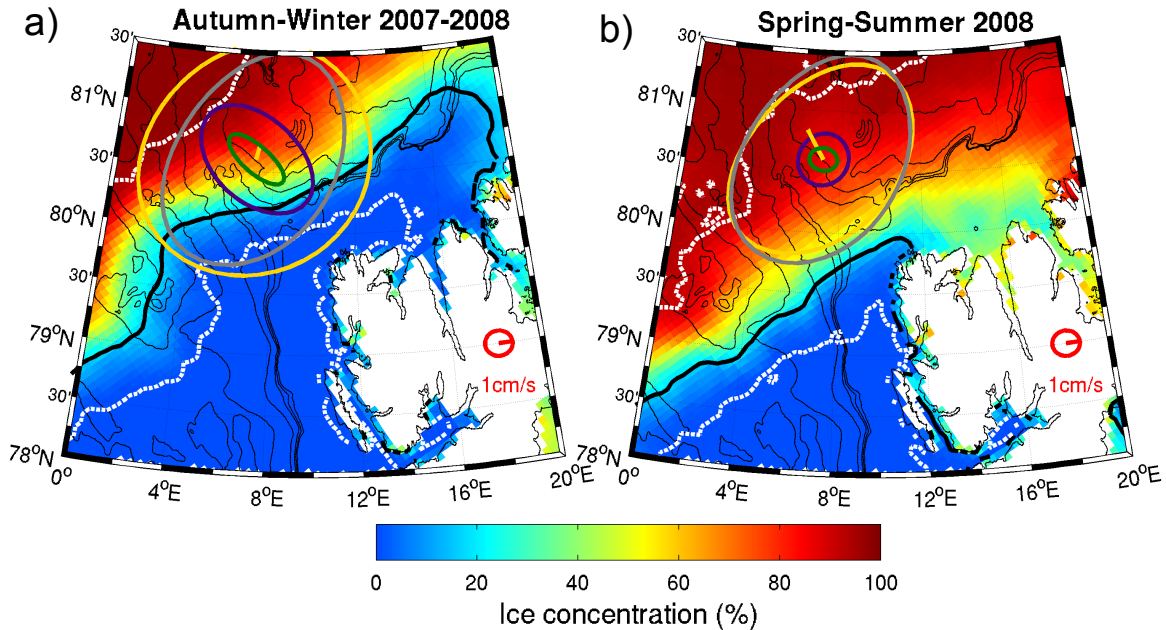 a) Autumn-Winter 2007-2008
30'
81°N
30'
80°N
30'
79°N
30'
78°N
0°
4°E
8°E
12°E
16°E
20°E
1cm/s
b) Spring-Summer 2008
30'
81°N
30'
80°N
30'
79°N
30'
78°N
0°
4°E
8°E
12°E
16°E
20°E
1cm/s
0 20 40 60 80 100
Ice concentration (%)